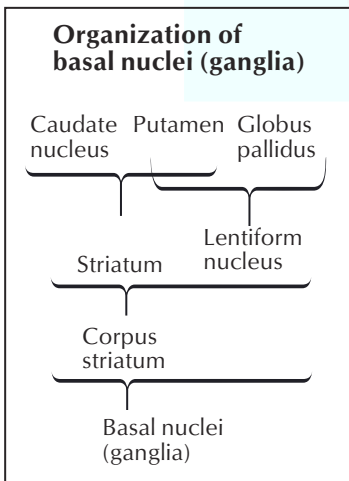 Organization of
basal nuclei (ganglia)
Caudate Putamen Globus
nucleus pallidus
Lentiform
Striatum nucleus
Corpus
striatum
Basal nuclei
(ganglia)